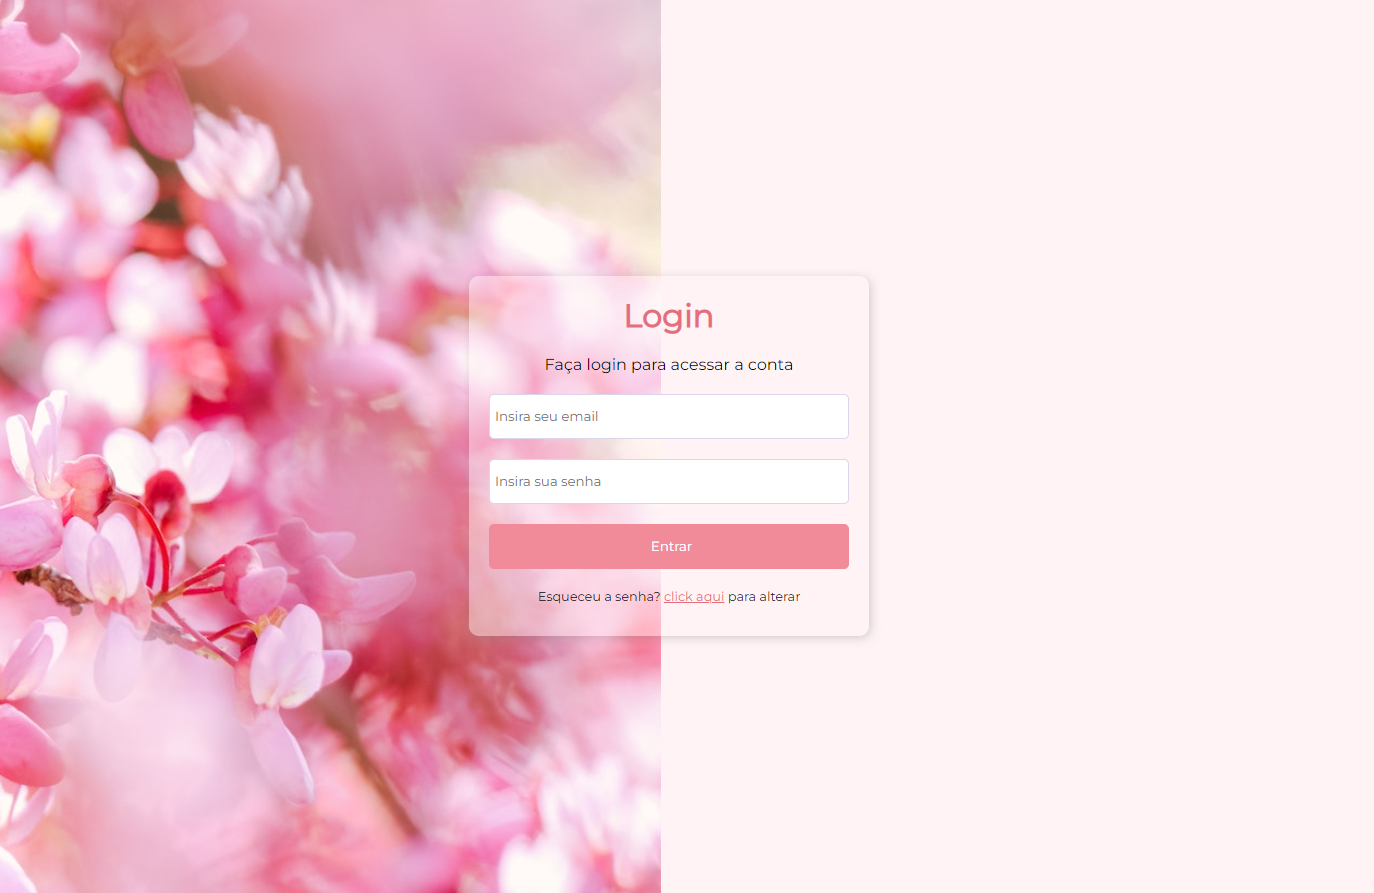 Login
Faça login para acessar a conta
Insira seu email
Insira sua senha
Entrar
Esqueceu a senha? click aqui para alterar